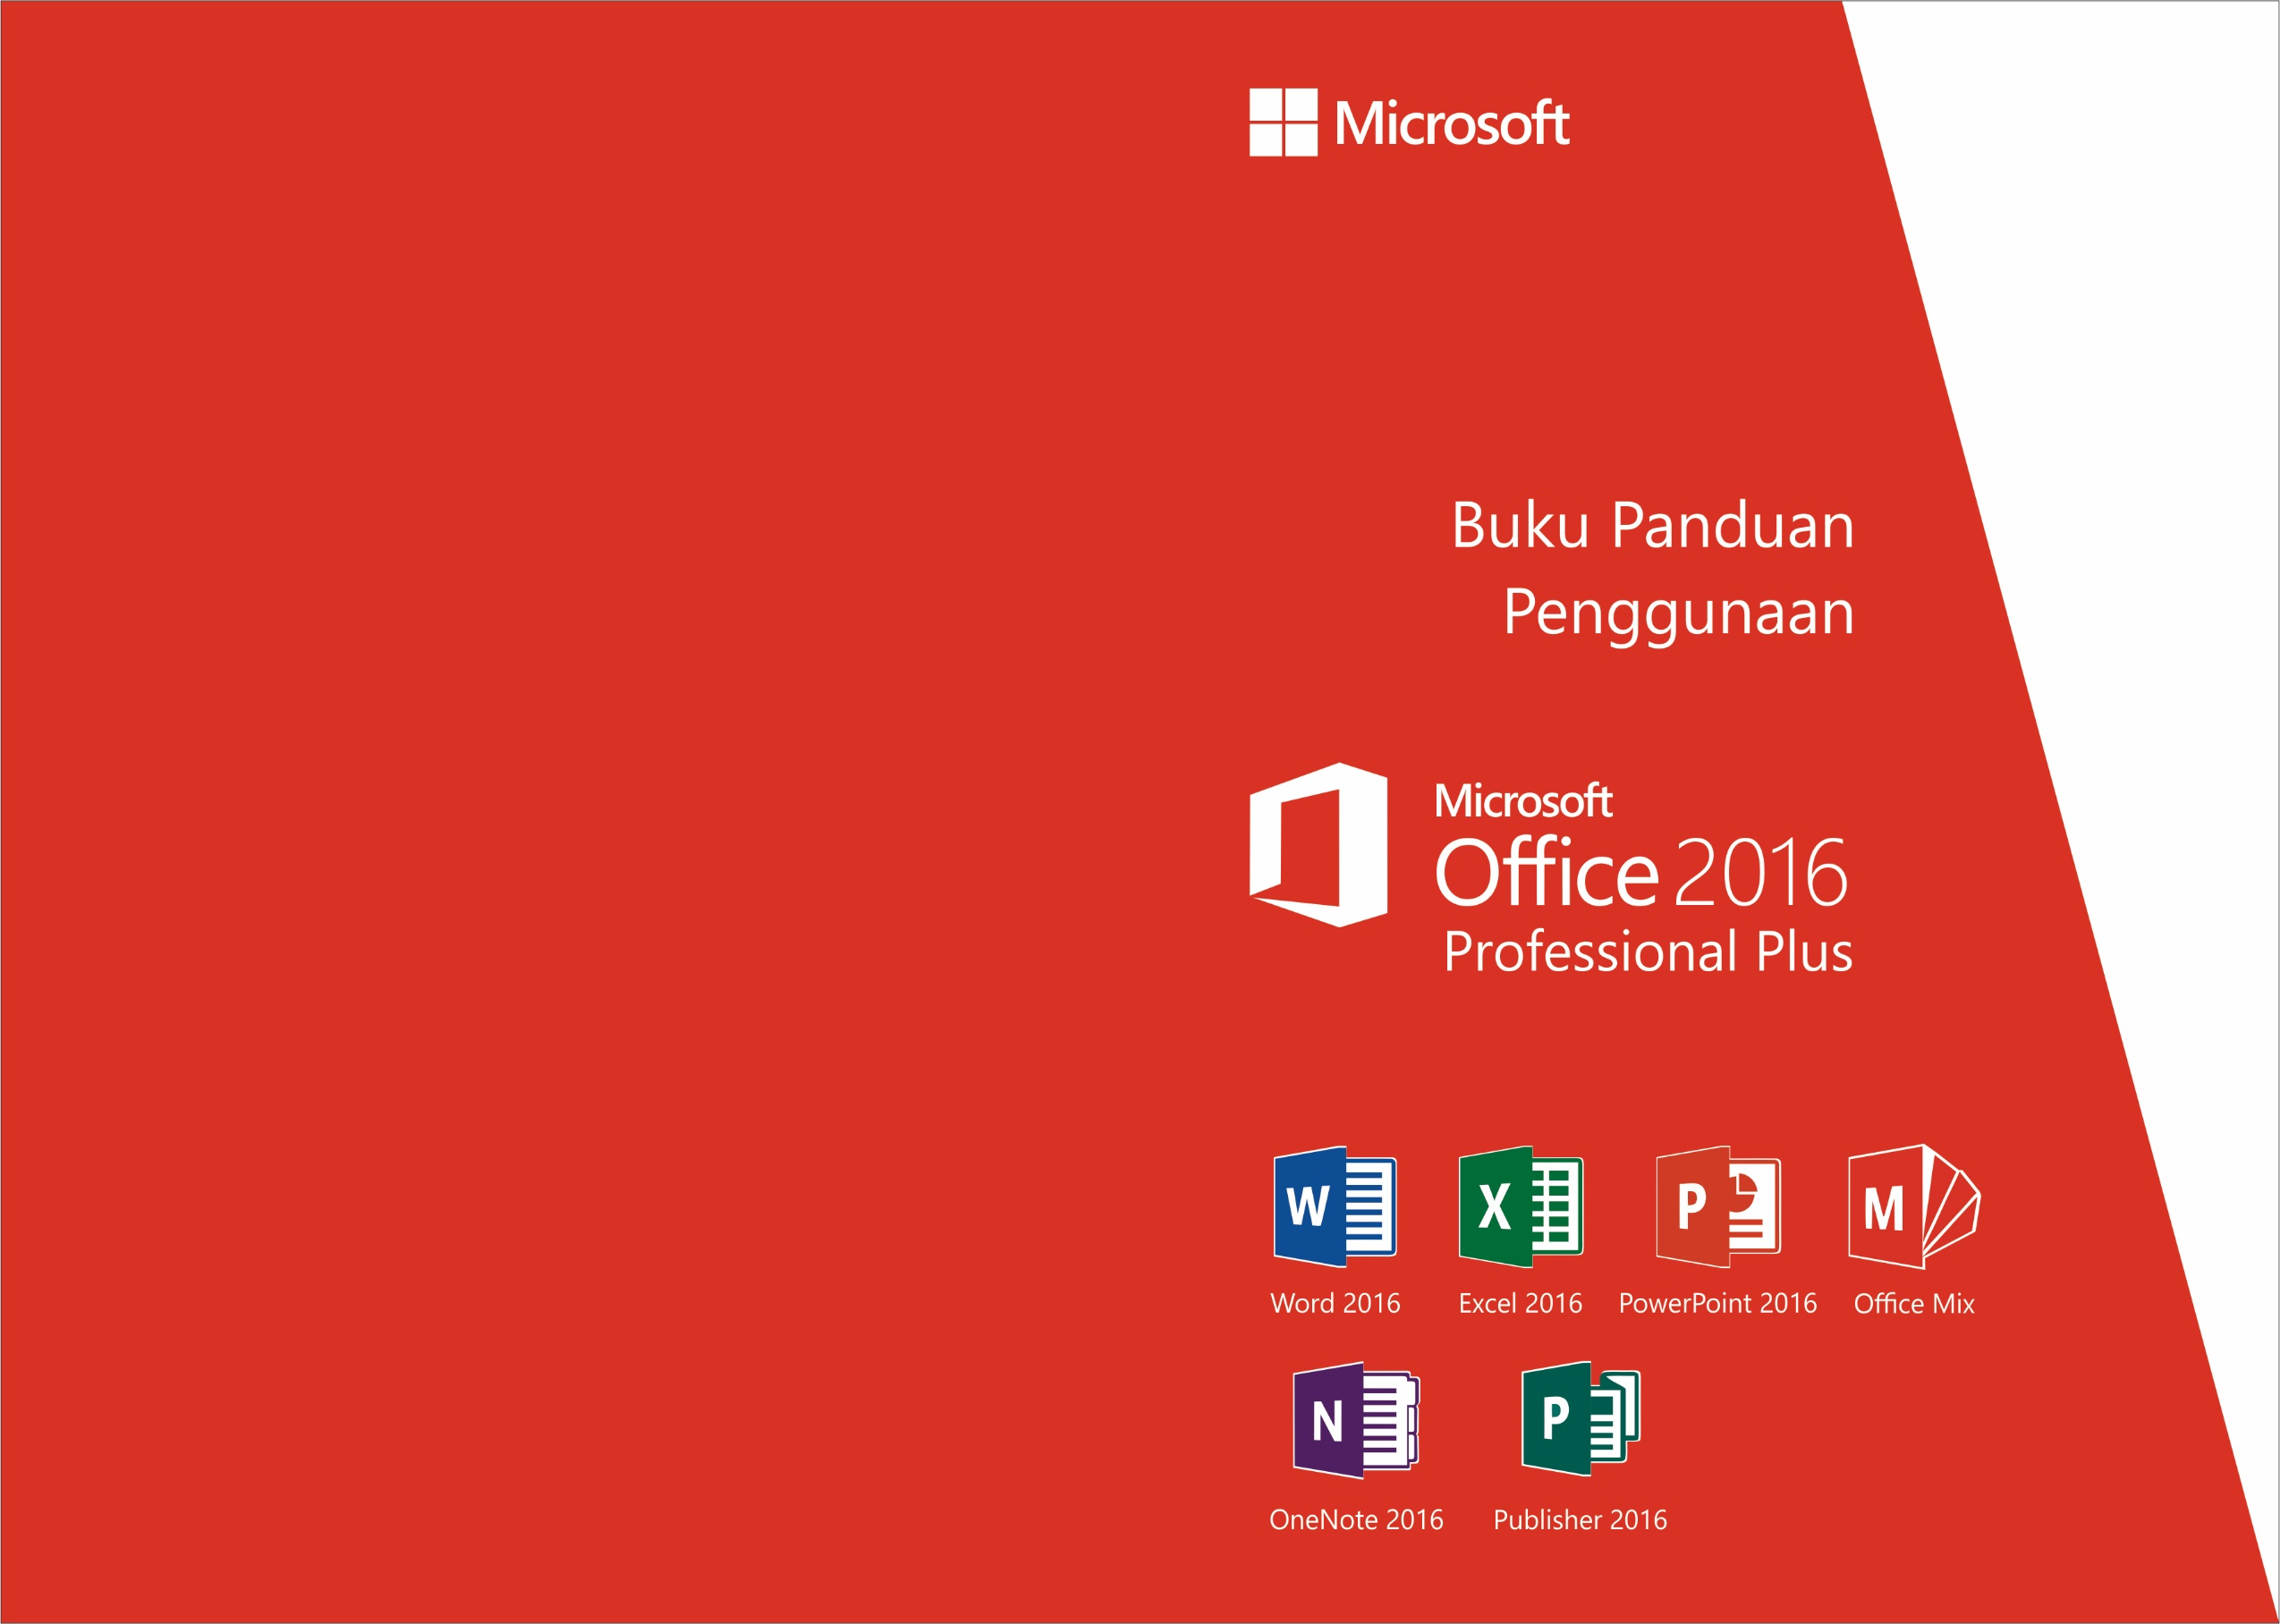 Microsoft
Buku Panduan
Penggunaan
Microsoft
Office 2016
Professional Plus
W
X
P
M
Word 2016
Excel 2016
PowerPoint 2016
Office Mix
N
P
OneNote 2016
Publisher 2016